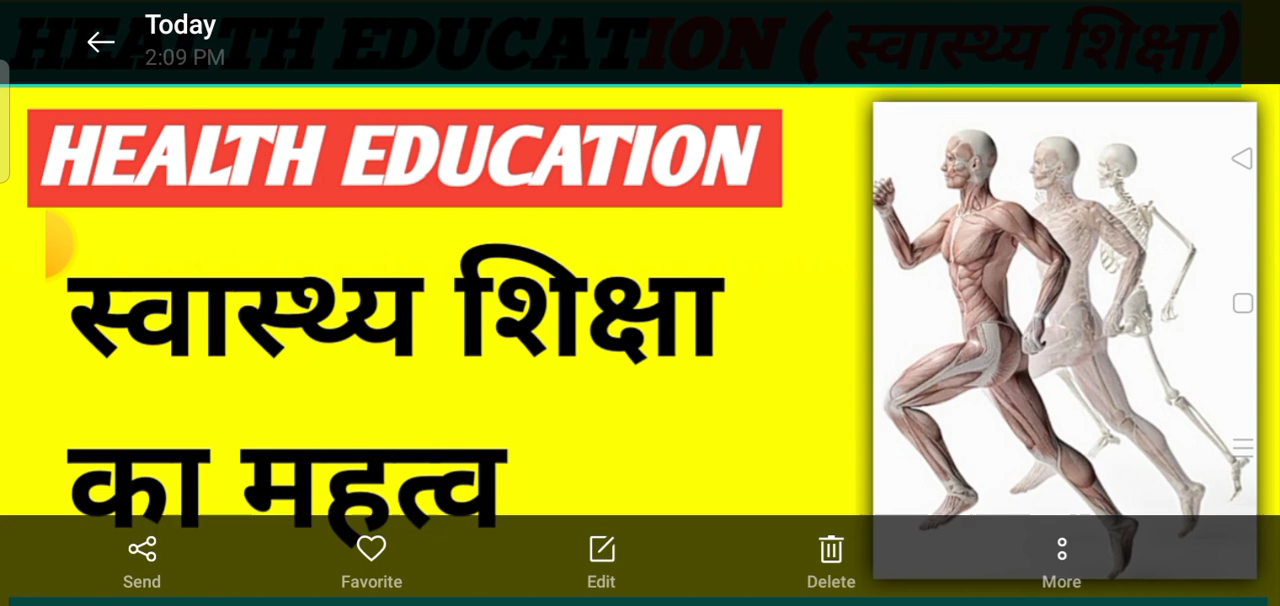 HEALTH EDUCATION ( स्वास्थ्य शिक्षा)
Today
2:09 PM
HEALTH EDUCATION
स्वास्थ्य शिक्षा
का महत्व
Send
Favorite
Edit
Delete
More